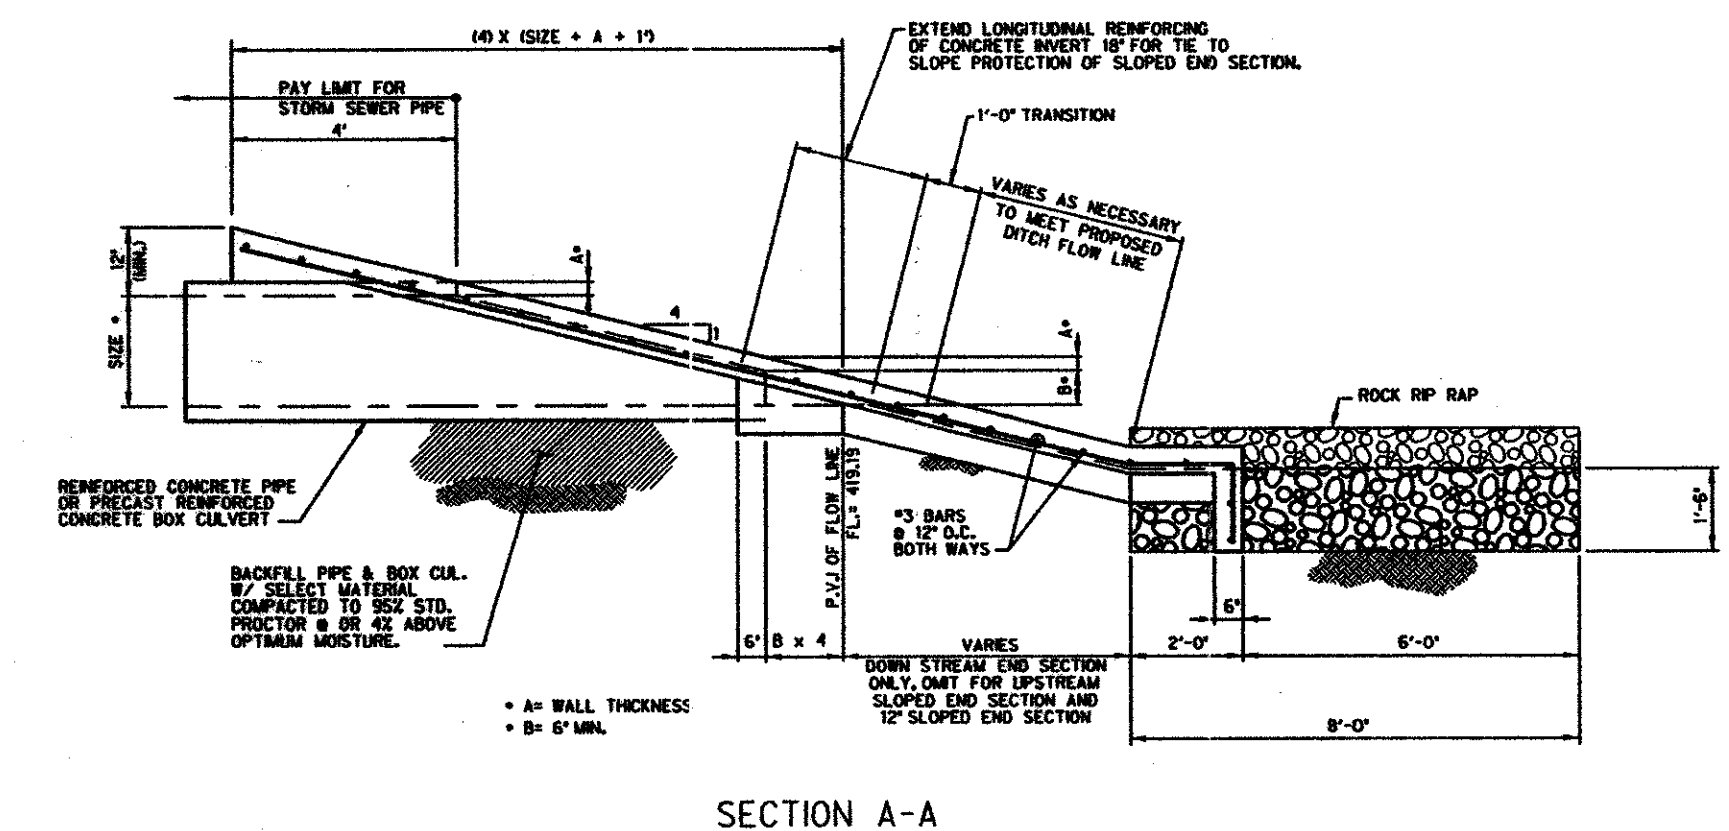 (4) X (SIZE + A + 1')
EXTEND LONGITUDINAL REINFORCING
OF CONCRETE INVERT 18" FOR TIE TO
SLOPE PROTECTION OF SLOPED END SECTION.
PAY LIMIT FOR
STORM SEWER PIPE
4'
1'-0" TRANSITION
VARIES AS NECESSARY
TO MEET PROPOSED
DITCH FLOW LINE
12"
(MIN.)
A*
SIZE *
4
1
A*
B*
ROCK RIP RAP
REINFORCED CONCRETE PIPE
OR PRECAST REINFORCED
CONCRETE BOX CULVERT
P.V.I OF FLOW LINE
FL.= 419.19
#3 BARS
@ 12" O.C.
BOTH WAYS
1'-6"
BACKFILL PIPE & BOX CUL.
W/ SELECT MATERIAL
COMPACTED TO 95% STD.
PROCTOR @ OR 4% ABOVE
OPTIMUM MOISTURE.
6"
6" B x 4
VARIES
2'-0"
6'-0"
DOWN STREAM END SECTION
ONLY, OMIT FOR UPSTREAM
SLOPED END SECTION AND
12" SLOPED END SECTION
* A= WALL THICKNESS
* B= 6" MIN.
8'-0"
SECTION A-A